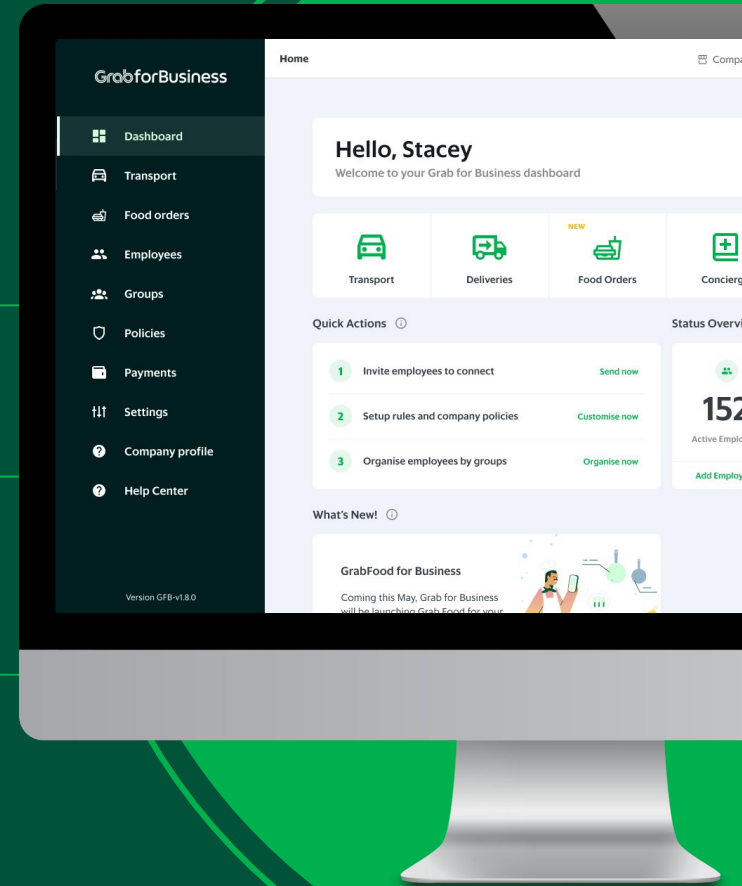 GrabforBusiness
Dashboard
Transport
Food orders
Employees
Groups
Policies
Payments
Settings
Company profile
Help Center
Version GFB-v1.8.0
Home
Hello, Stacey
Welcome to your Grab for Business dashboard
Transport
Deliveries
NEW
Food Orders
Quick Actions
1 Invite employees to connect Send now
2 Setup rules and company policies Customise now
3 Organise employees by groups Organise now
152
Active
Add
What's New!
GrabFood for Business
Coming this May, Grab for Business
will be launching Grab Food for your